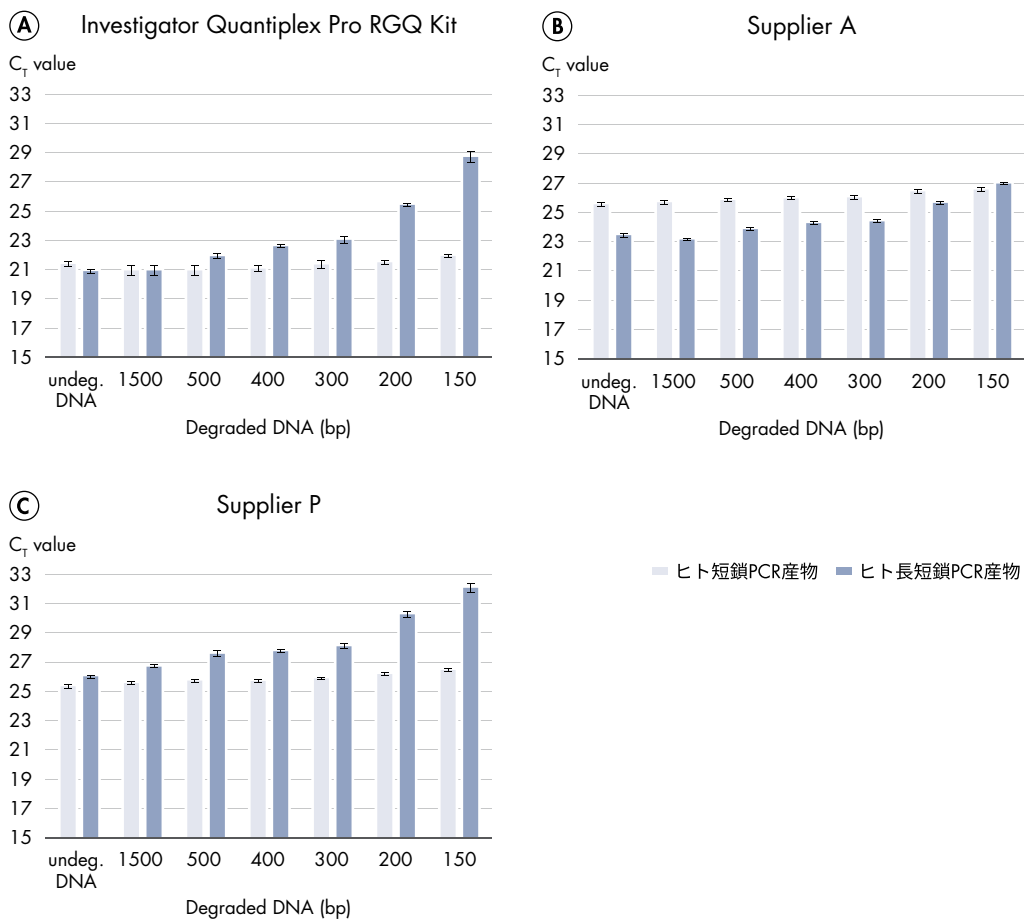 A Investigator Quantiplex Pro RGQ Kit
CT value
33
31
29
27
25
23
21
19
17
15
undeg. DNA 1500 500 400 300 200 150
Degraded DNA (bp)
B Supplier A
CT value
33
31
29
27
25
23
21
19
17
15
undeg. DNA 1500 500 400 300 200 150
Degraded DNA (bp)
C Supplier P
CT value
33
31
29
27
25
23
21
19
17
15
undeg. DNA 1500 500 400 300 200 150
Degraded DNA (bp)
ヒト短鎖PCR産物 ヒト長短鎖PCR産物